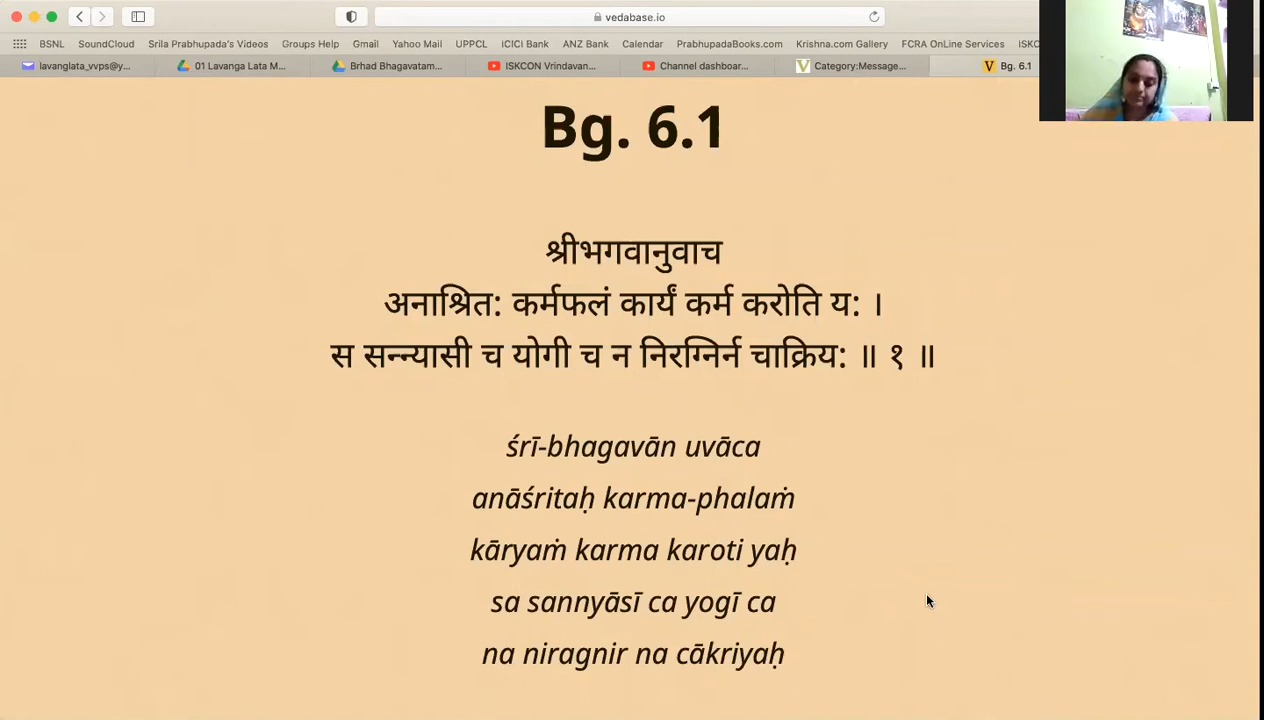 vedabase.io
BSNL SoundCloud Srila Prabhupada's Videos Groups Help Gmail Yahoo Mail UPPCL ICICI Bank ANZ Bank Calendar PrabhupadaBooks.com Krishna.com Gallery FCRA OnLine Services ISKC
lavanglata_vvps@y... 01 Lavanga Lata M... Brhad Bhagavatam... ISKCON Vrindavan... Channel dashboar... Category:Message... Bg. 6.1
Bg. 6.1
श्रीभगवानुवाच
अनाश्रित: कर्मफलं कार्यं कर्म करोति य: ।
स सन्न्यासी च योगी च न निरग्निर्न चाक्रिय: ॥ १ ॥
śrī-bhagavān uvāca
anāśritaḥ karma-phalaṁ
kāryaṁ karma karoti yaḥ
sa sannyāsī ca yogī ca
na niragnir na cākriyaḥ